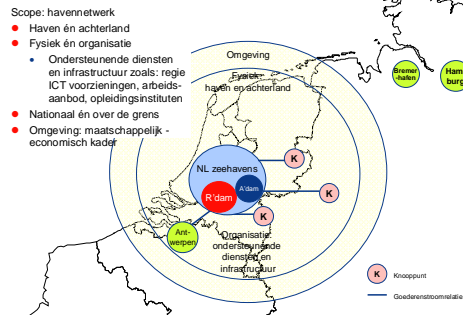 Scope: havennetwerk
Haven én achterland
Fysiek én organisatie
Ondersteunende diensten
en infrastructuur zoals: regie
ICT voorzieningen, arbeids-
aanbod, opleidingsinstituten
Nationaal én over de grens
Omgeving: maatschappelijk -
economisch kader
Omgeving
Fysiek:
haven en achterland
Bremer-
hafen
Ham
burg
NL zeehavens
A'dam
R'dam
K
K
K
Ant-
werpen
Organisatie:
ondersteunende
diensten en
infrastructuur
K
Knooppunt
Goederenstroomrelatie